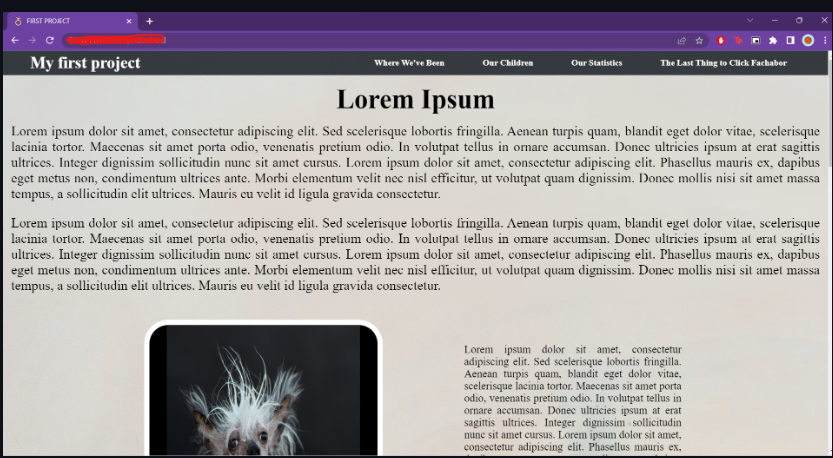 FIRST PROJECT
My first project
Where We've Been
Our Children
Our Statistics
The Last Thing to Click Fachabor
Lorem Ipsum
Lorem ipsum dolor sit amet, consectetur adipiscing elit. Sed scelerisque lobortis fringilla. Aenean turpis quam, blandit eget dolor vitae, scelerisque
lacinia tortor. Maecenas sit amet porta odio, venenatis pretium odio. In volutpat tellus in ornare accumsan. Donec ultricies ipsum at erat sagittis
ultrices. Integer dignissim sollicitudin nunc sit amet cursus. Lorem ipsum dolor sit amet, consectetur adipiscing elit. Phasellus mauris ex, dapibus
eget metus non, condimentum ultrices ante. Morbi elementum velit nec nisl efficitur, ut volutpat quam dignissim. Donec mollis nisi sit amet massa
tempus, a sollicitudin elit ultrices. Mauris eu velit id ligula gravida consectetur.
Lorem ipsum dolor sit amet, consectetur adipiscing elit. Sed scelerisque lobortis fringilla. Aenean turpis quam, blandit eget dolor vitae, scelerisque
lacinia tortor. Maecenas sit amet porta odio, venenatis pretium odio. In volutpat tellus in ornare accumsan. Donec ultricies ipsum at erat sagittis
ultrices. Integer dignissim sollicitudin nunc sit amet cursus. Lorem ipsum dolor sit amet, consectetur adipiscing elit. Phasellus mauris ex, dapibus
eget metus non, condimentum ultrices ante. Morbi elementum velit nec nisl efficitur, ut volutpat quam dignissim. Donec mollis nisi sit amet massa
tempus, a sollicitudin elit ultrices. Mauris eu velit id ligula gravida consectetur.
Lorem ipsum dolor sit amet, consectetur
adipiscing elit. Sed scelerisque lobortis fringilla.
Aenean turpis quam, blandit eget dolor vitae,
scelerisque lacinia tortor. Maecenas sit amet porta
odio, venenatis pretium odio. In volutpat tellus in
ornare accumsan. Donec ultricies ipsum at erat
sagittis ultrices. Integer dignissim sollicitudin
nunc sit amet cursus. Lorem ipsum dolor sit amet,
consectetur adipiscing elit. Phasellus mauris ex,